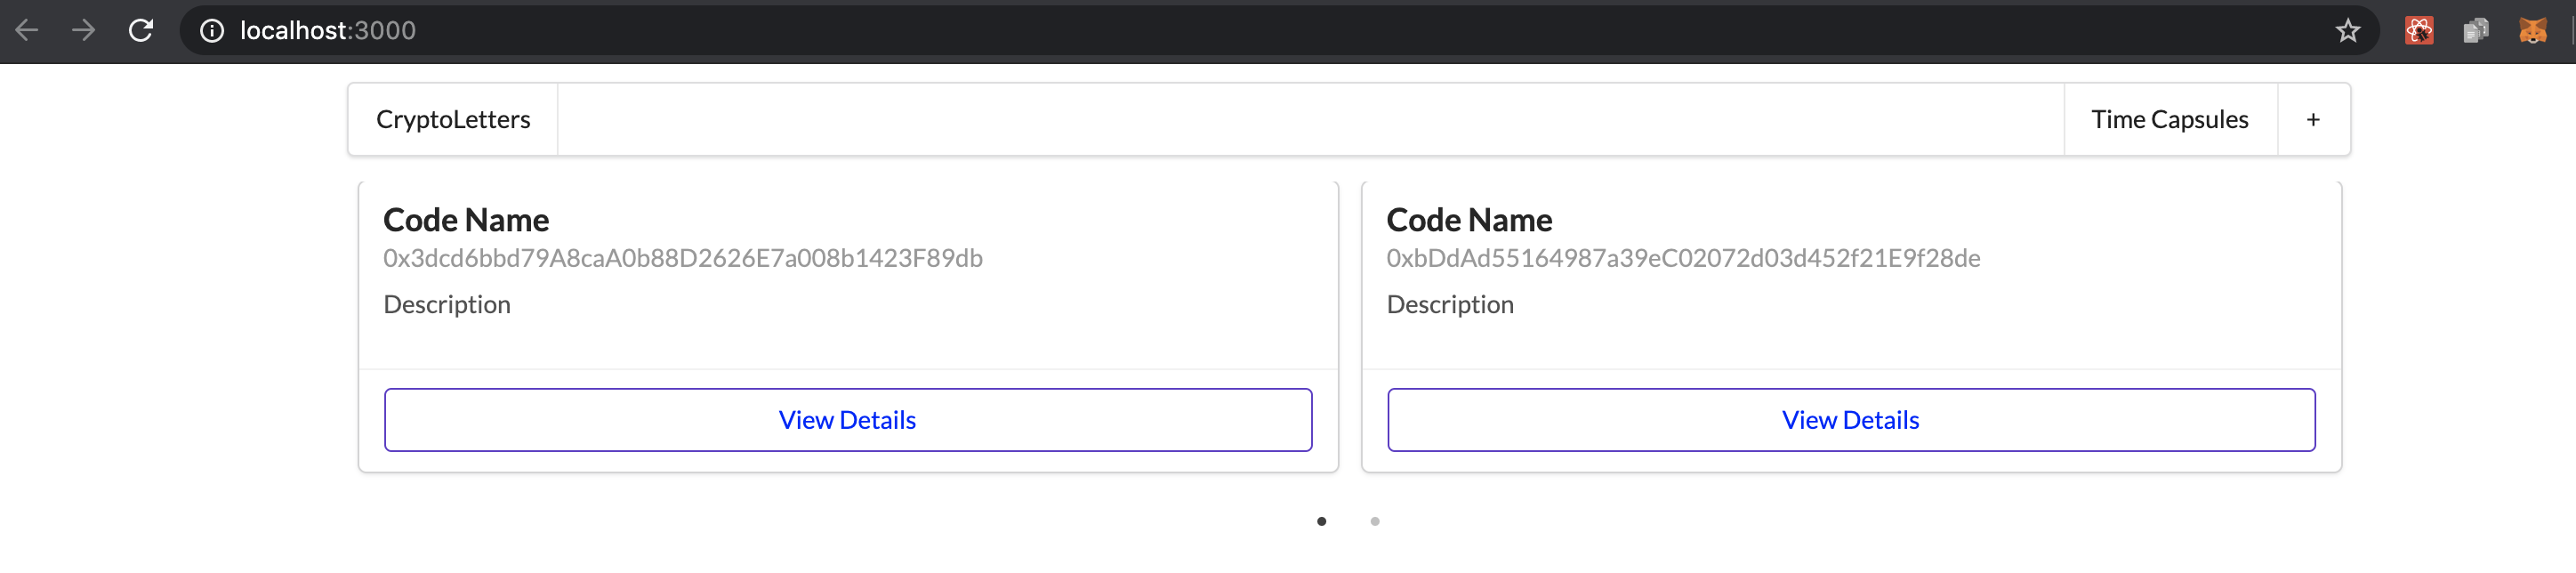 localhost:3000
CryptoLetters Time Capsules +
Code Name
0x3dcd6bbd79A8caA0b88D2626E7a008b1423F89db
Description
View Details
Code Name
0xbDdAd55164987a39eC02072d03d452f21E9f28de
Description
View Details